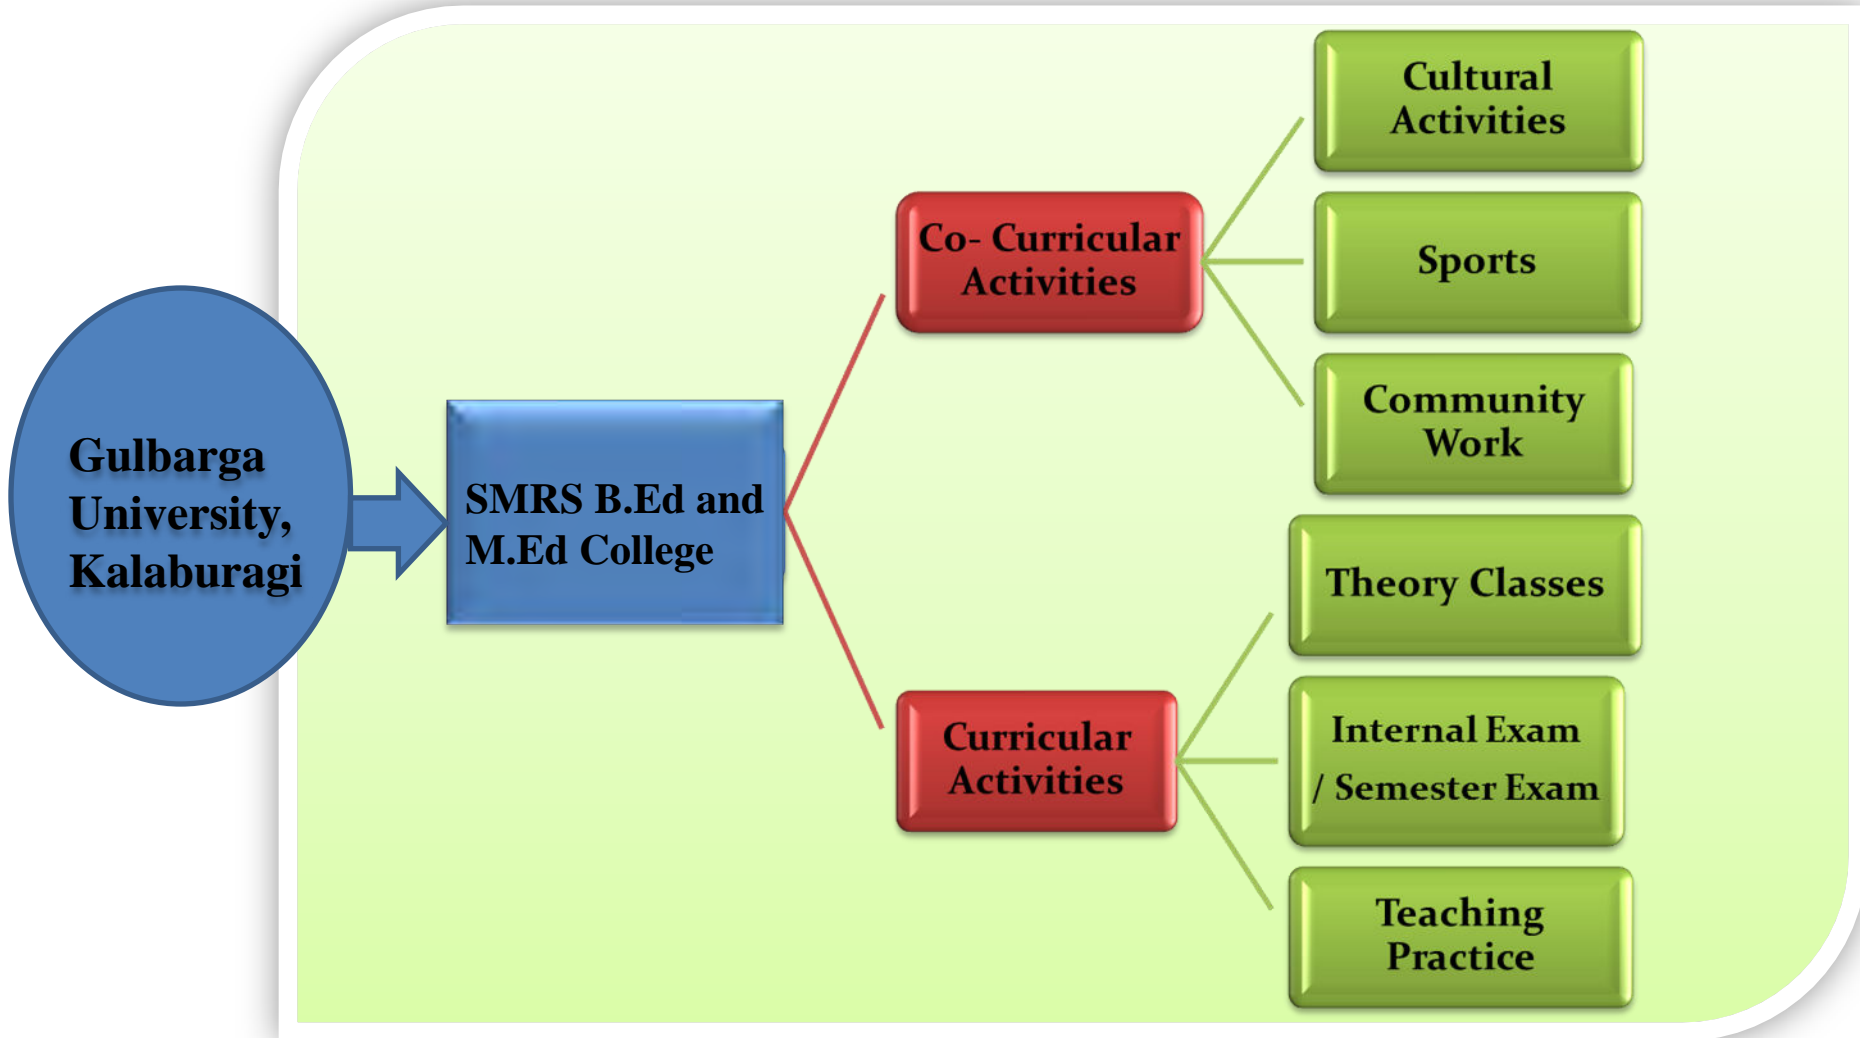 Gulbarga
University,
Kalaburagi
SMRS B.Ed and
M.Ed College
Co- Curricular
Activities
Cultural
Activities
Sports
Community
Work
Curricular
Activities
Theory Classes
Internal Exam
/ Semester Exam
Teaching
Practice